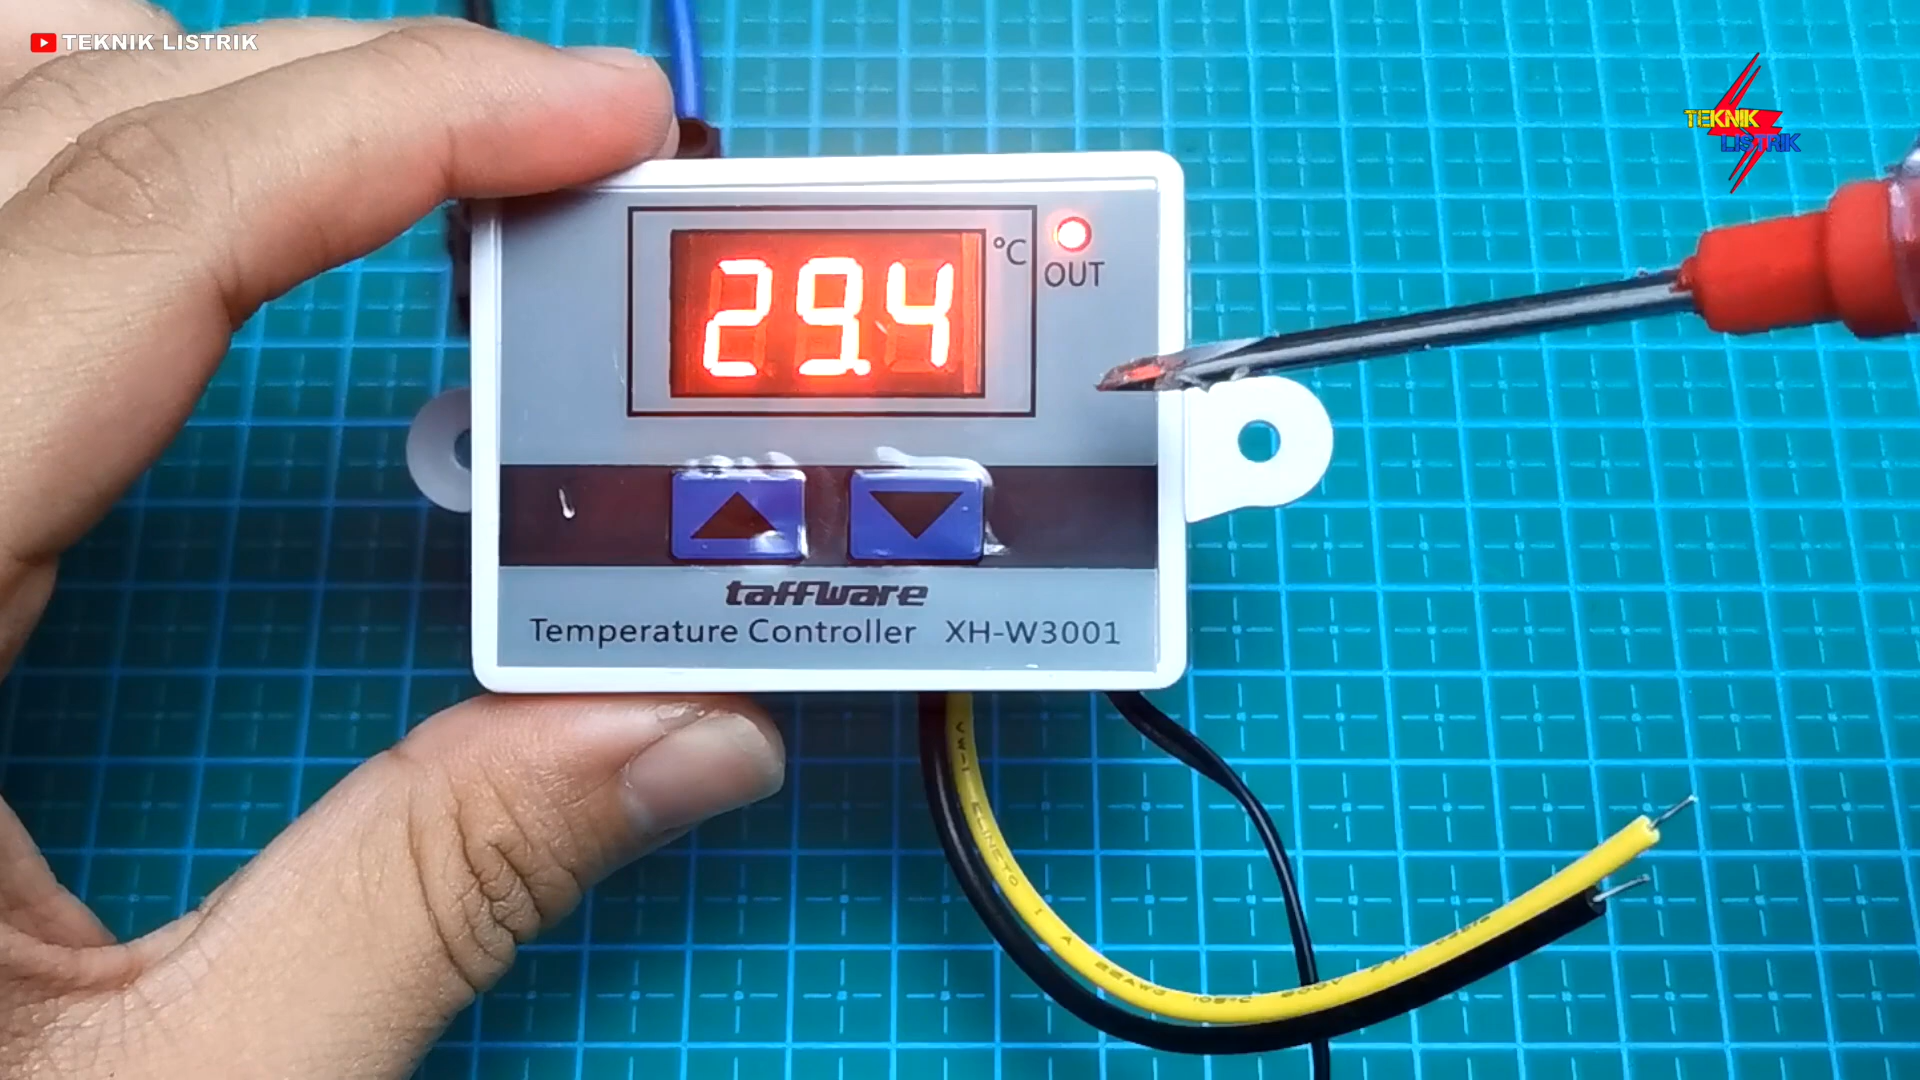 TEKNIK LISTRIK
TEKNIK
LISTRIK
29.4
°C
OUT
taffware
Temperature Controller XH-W3001